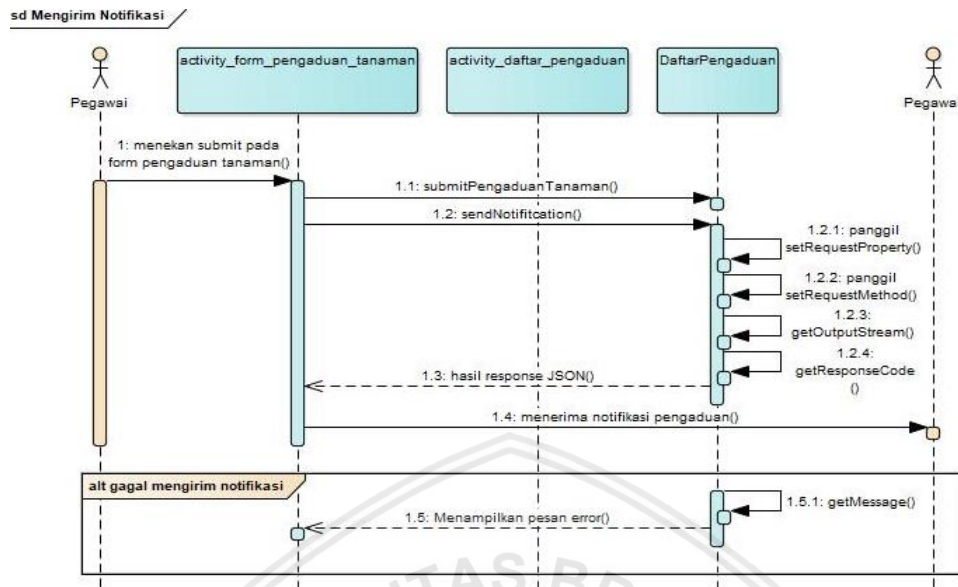 sd Mengirim Notifikasi
Pegawai
activity_form_pengaduan_tanaman
activity_daftar_pengaduan
DaftarPengaduan
Pegawa
1: menekan submit pada
form pengaduan tanaman()
1.1: submitPengaduanTanaman()
1.2: sendNotifitcation()
1.2.1: panggil
setRequestProperty()
1.2.2: panggil
setRequestMethod()
1.2.3:
getOutputStream()
1.2.4:
getResponseCode
()
1.3: hasil response JSON()
1.4: menerima notifikasi pengaduan()
alt gagal mengirim notifikasi
1.5.1: getMessage()
1.5: Menampilkan pesan error()
TAS BR